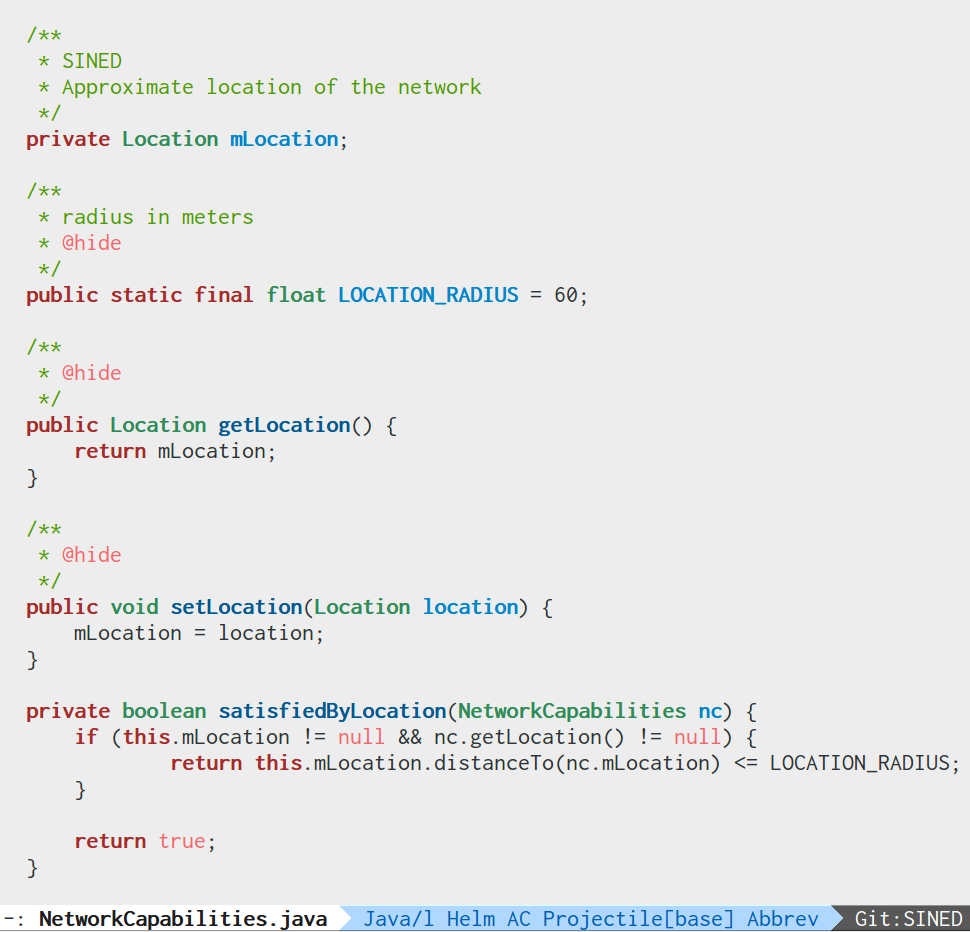 /**
 * SINED
 * Approximate location of the network
 */
private Location mLocation;

/**
 * radius in meters
 * @hide
 */
public static final float LOCATION_RADIUS = 60;

/**
 * @hide
 */
public Location getLocation() {
    return mLocation;
}

/**
 * @hide
 */
public void setLocation(Location location) {
    mLocation = location;
}

private boolean satisfiedByLocation(NetworkCapabilities nc) {
    if (this.mLocation != null && nc.getLocation() != null) {
            return this.mLocation.distanceTo(nc.mLocation) <= LOCATION_RADIUS;
    }

    return true;
}
-: NetworkCapabilities.java Java/l Helm AC Projectile[base] Abbrev Git:SINED